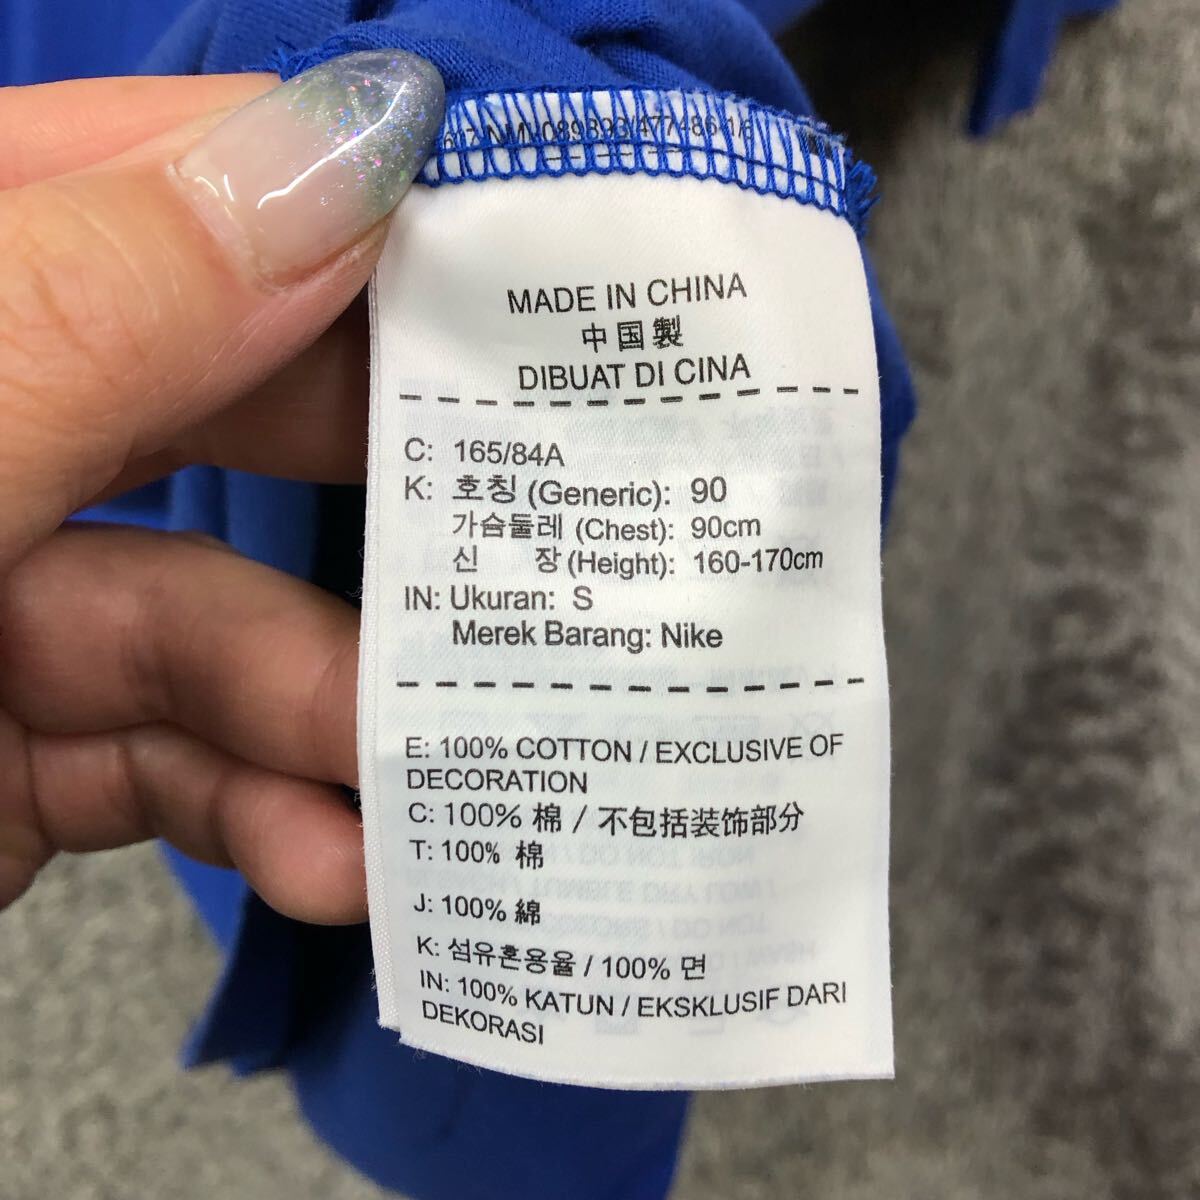 MADE IN CHINA
中国製
DIBUAT DI CINA
C: 165/84A
K: 호칭 (Generic): 90
가슴둘레 (Chest): 90cm
신 장 (Height): 160-170cm
IN: Ukuran: S
Merek Barang: Nike
E: 100% COTTON / EXCLUSIVE OF
DECORATION
C: 100% 棉 / 不包括装饰部分
T: 100% 棉
J: 100% 綿
K: 섬유혼용율 / 100% 면
IN: 100% KATUN / EKSKLUSIF DARI
DEKORASI